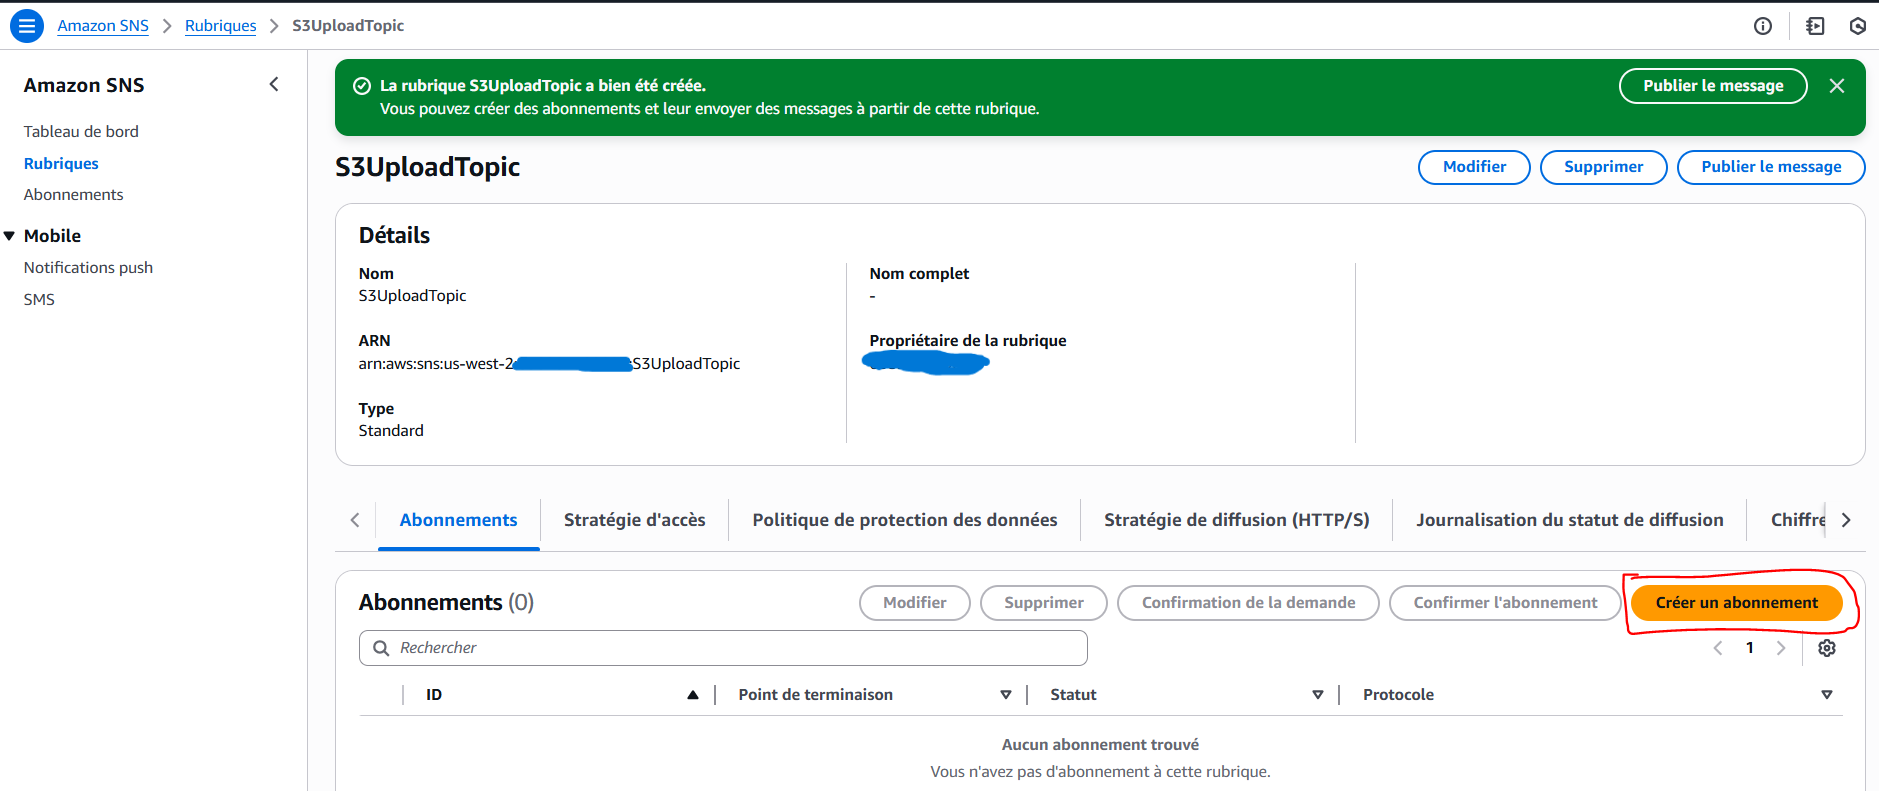 Amazon SNS > Rubriques > S3UploadTopic
Amazon SNS
Tableau de bord
Rubriques
Abonnements
Mobile
Notifications push
SMS
La rubrique S3UploadTopic a bien été créée.
Vous pouvez créer des abonnements et leur envoyer des messages à partir de cette rubrique.
Publier le message
S3UploadTopic
Modifier
Supprimer
Publier le message
Détails
Nom
S3UploadTopic
Nom complet
-
ARN
arn:aws:sns:us-west-2 S3UploadTopic
Propriétaire de la rubrique
Type
Standard
Abonnements
Stratégie d'accès
Politique de protection des données
Stratégie de diffusion (HTTP/S)
Journalisation du statut de diffusion
Chiffre
Abonnements (0)
Modifier
Supprimer
Confirmation de la demande
Confirmer l'abonnement
Créer un abonnement
Rechercher
1
ID
Point de terminaison
Statut
Protocole
Aucun abonnement trouvé
Vous n'avez pas d'abonnement à cette rubrique.